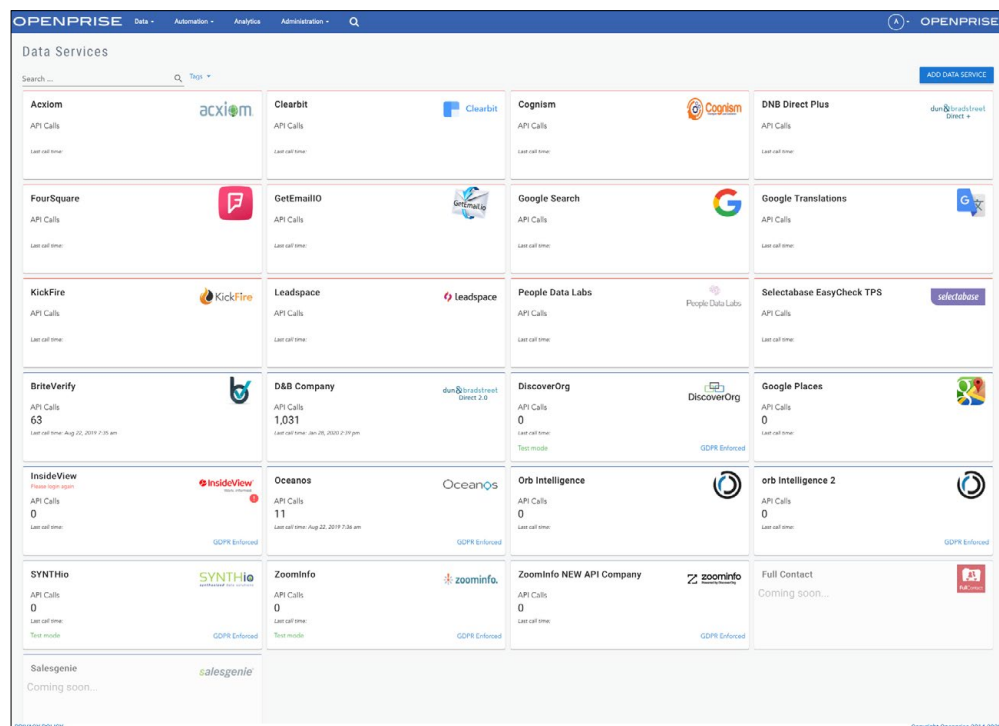 OPENPRISE Data Automation Analytics Administration A OPENPRISE
Data Services
Search ... Tags ADD DATA SERVICE
Acxiom
acxiom
API Calls
Last call time:
Clearbit
Clearbit
API Calls
Last call time:
Cognism
Cognism
API Calls
Last call time:
DNB Direct Plus
dun & bradstreet
Direct +
API Calls
Last call time:
FourSquare
API Calls
Last call time:
GetEmailIO
GetEmail.io
API Calls
Last call time:
Google Search
G
API Calls
Last call time:
Google Translations
G
API Calls
Last call time:
KickFire
KickFire
API Calls
Last call time:
Leadspace
leadspace
API Calls
Last call time:
People Data Labs
People Data Labs
API Calls
Last call time:
Selectabase EasyCheck TPS
selectabase
API Calls
Last call time:
BriteVerify
API Calls
63
Last call time: Aug 22, 2019 7:35 am
D&B Company
dun & bradstreet
Direct 2.0
API Calls
1,031
Last call time: Jan 28, 2020 2:39 pm
DiscoverOrg
DiscoverOrg
API Calls
0
Last call time:
Test mode GDPR Enforced
Google Places
API Calls
0
Last call time:
InsideView
InsideView
Please login again
API Calls
0
Last call time:
GDPR Enforced
Oceanos
Oceanos
API Calls
11
Last call time: Aug 22, 2019 7:36 am
GDPR Enforced
Orb Intelligence
API Calls
0
Last call time:
orb Intelligence 2
API Calls
0
Last call time:
GDPR Enforced
SYNTHio
SYNTHio
API Calls
0
Last call time:
Test mode GDPR Enforced
ZoomInfo
zoominfo.
API Calls
0
Last call time:
Test mode GDPR Enforced
ZoomInfo NEW API Company
zoominfo
API Calls
0
Last call time:
GDPR Enforced
Full Contact
FullContact
Coming soon...
Salesgenie
salesgenie
Coming soon...